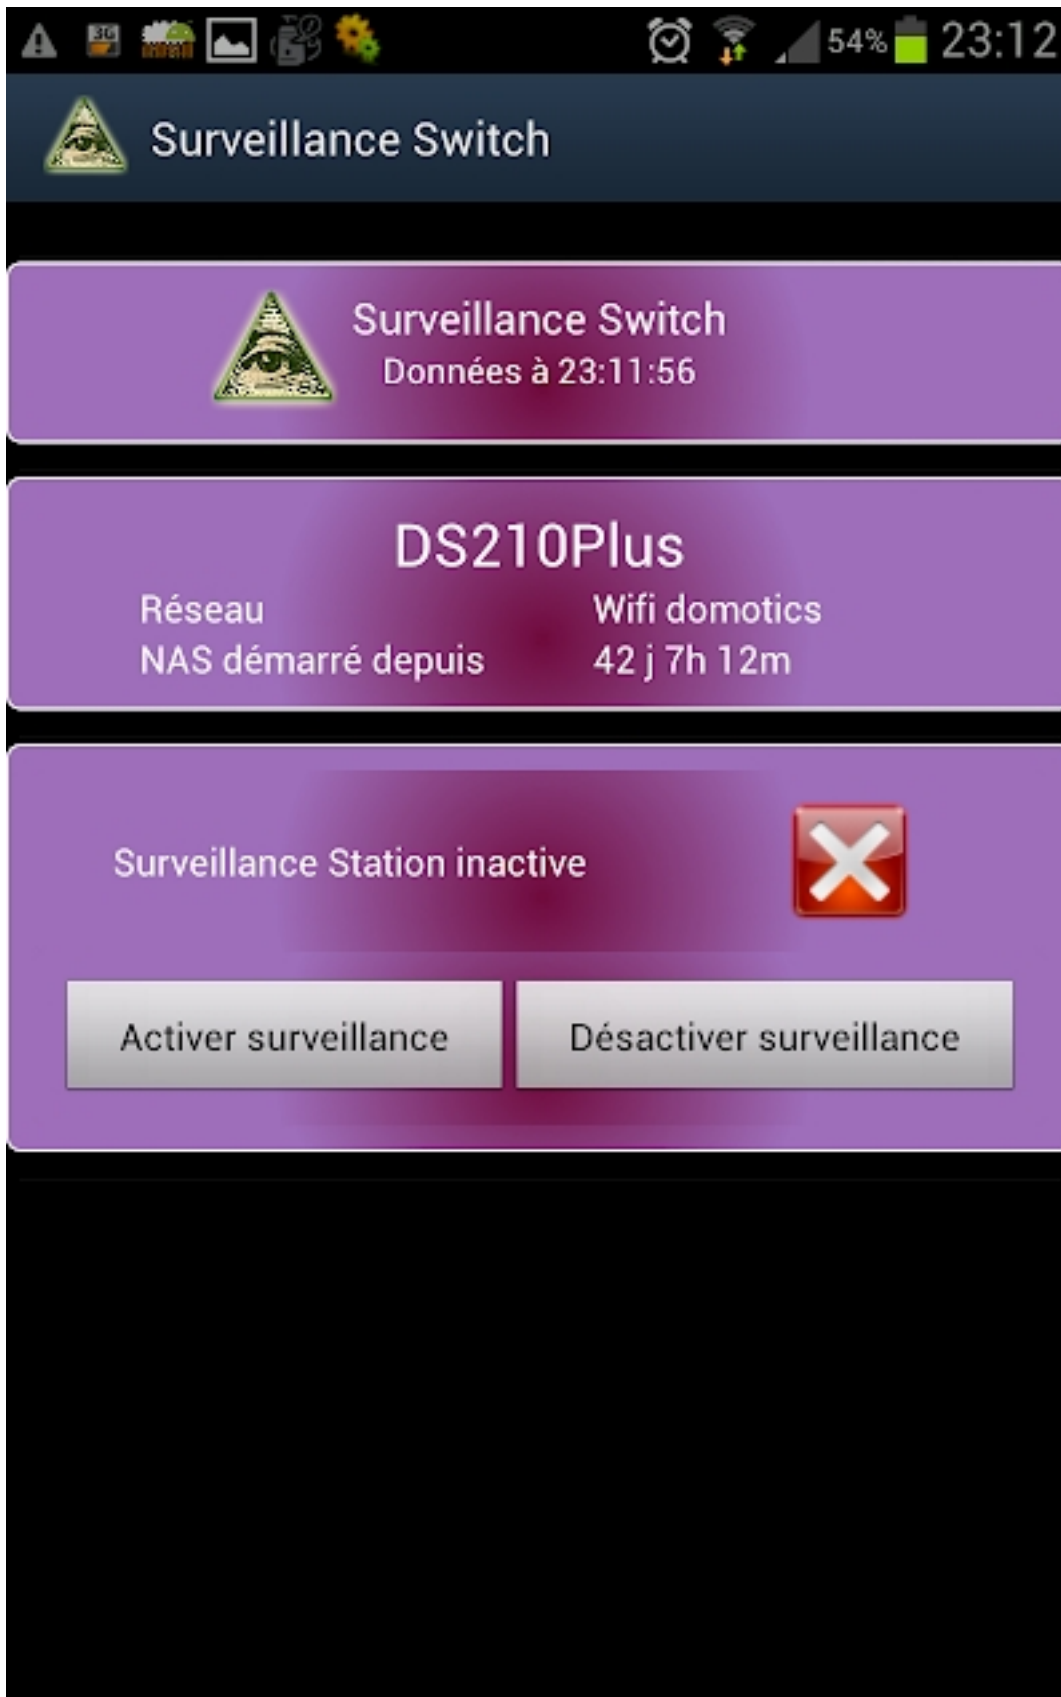 3G
54% 23:12
Surveillance Switch
Surveillance Switch
Données à 23:11:56
DS210Plus
Réseau Wifi domotics
NAS démarré depuis 42 j 7h 12m
Surveillance Station inactive
Activer surveillance Désactiver surveillance